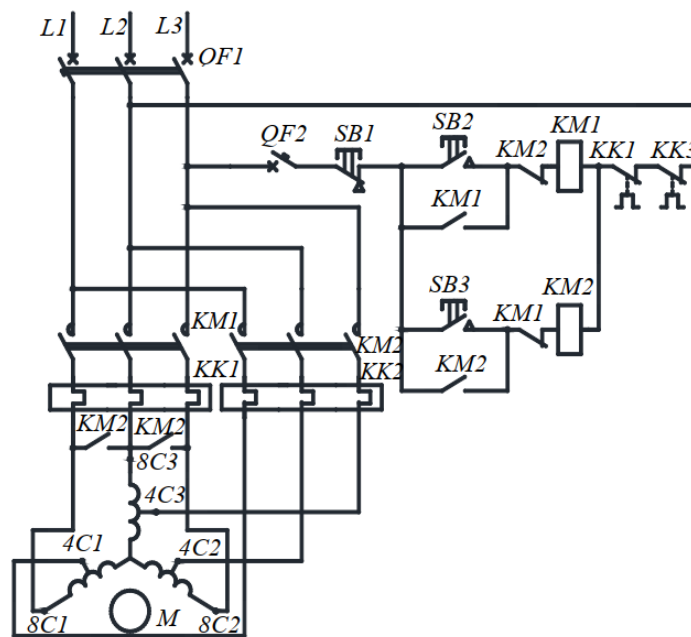 L1 L2 L3
QF1
QF2 SB1 SB2 KM2 KM1 KK1 KK3
KM1
SB3 KM1 KM2
KM1 KM2
KK1 KK2
KM2
KM2 KM2
8C3
4C3
4C1 4C2
8C1 M 8C2